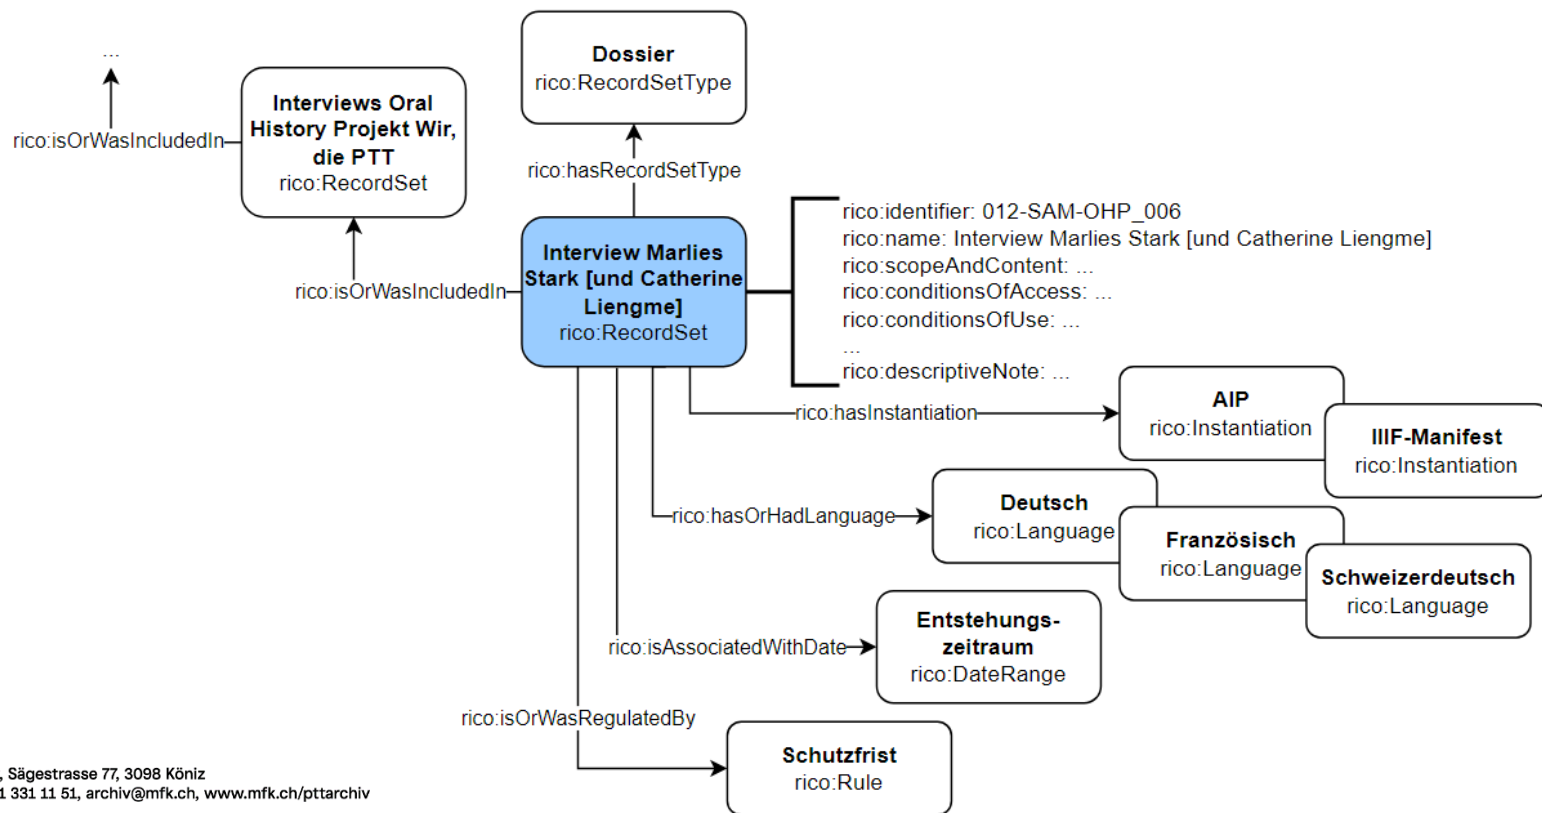 ...
Dossier
rico:RecordSetType
Interviews Oral
History Projekt Wir,
die PTT
rico:RecordSet
rico:isOrWasIncludedIn
rico:hasRecordSetType
Interview Marlies
Stark [und Catherine
Liengme]
rico:RecordSet
rico:isOrWasIncludedIn
rico:identifier: 012-SAM-OHP_006
rico:name: Interview Marlies Stark [und Catherine Liengme]
rico:scopeAndContent: ...
rico:conditionsOfAccess: ...
rico:conditionsOfUse: ...
...
rico:descriptiveNote: ...
rico:hasInstantiation
AIP
rico:Instantiation
IIIF-Manifest
rico:Instantiation
rico:hasOrHadLanguage
Deutsch
rico:Language
Französisch
rico:Language
Schweizerdeutsch
rico:Language
rico:isAssociatedWithDate
Entstehungs-
zeitraum
rico:DateRange
rico:isOrWasRegulatedBy
Schutzfrist
rico:Rule
, Sägestrasse 77, 3098 Köniz
1 331 11 51, archiv@mfk.ch, www.mfk.ch/pttarchiv